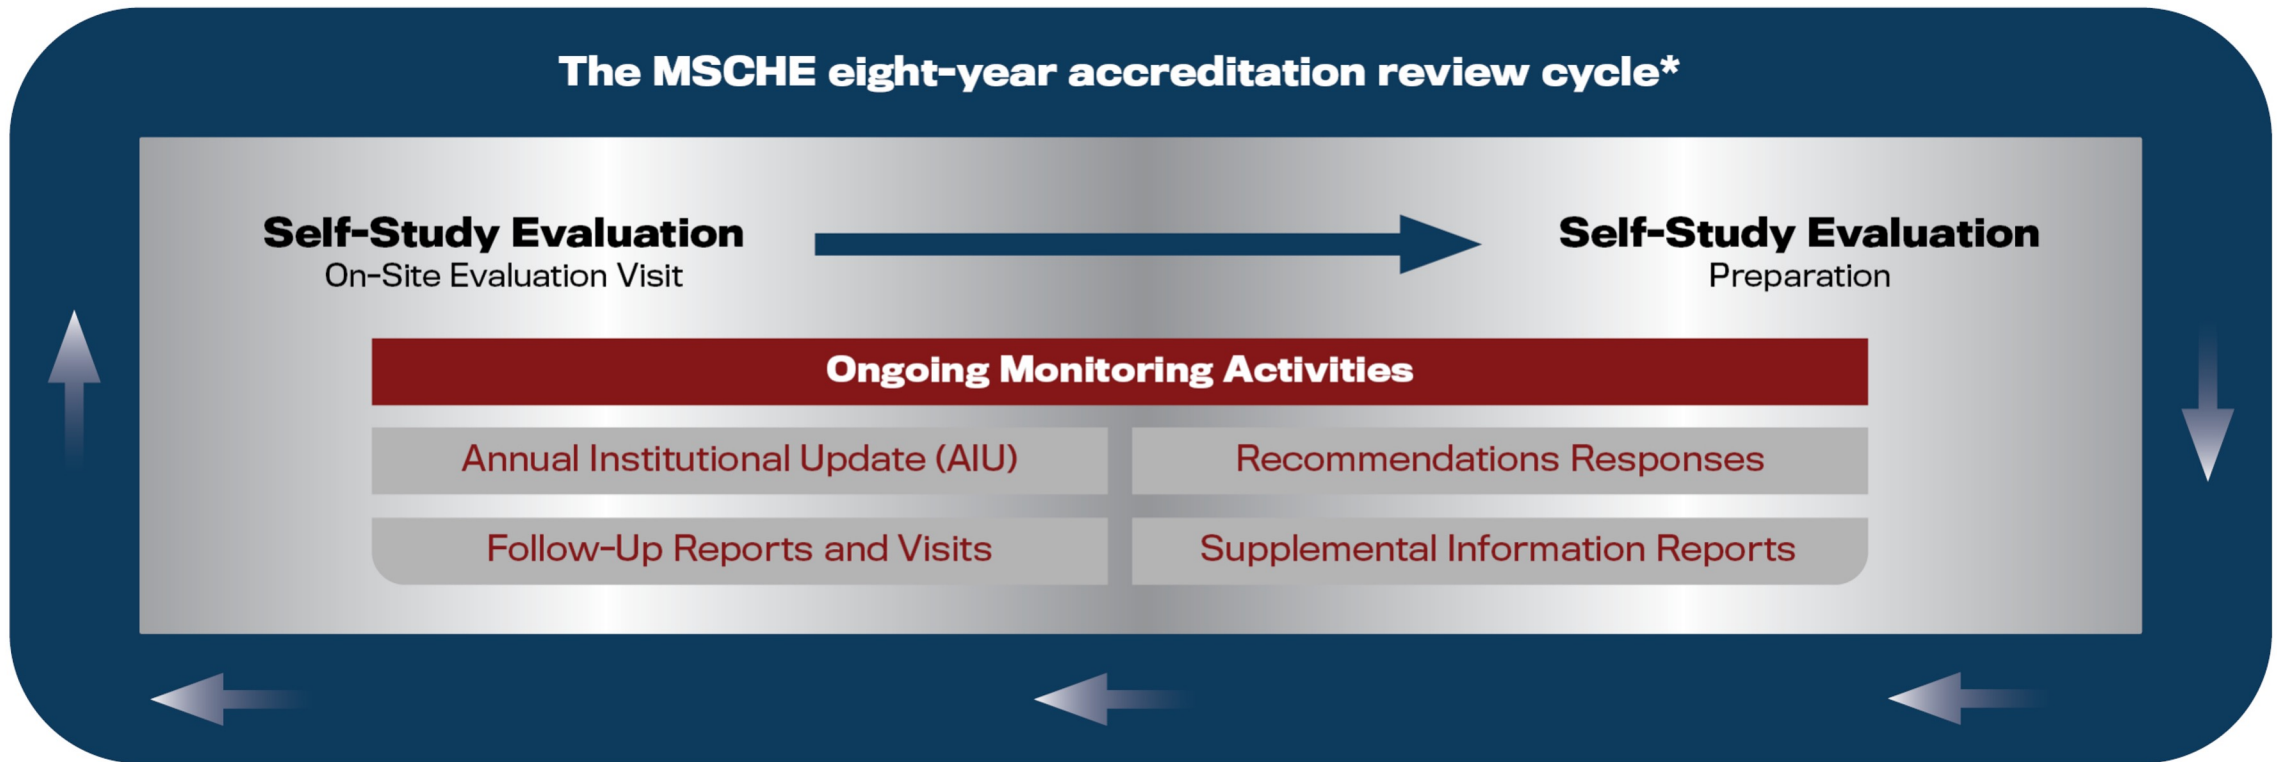 The MSCHE eight-year accreditation review cycle*
Self-Study Evaluation
On-Site Evaluation Visit
Self-Study Evaluation
Preparation
Ongoing Monitoring Activities
Annual Institutional Update (AIU)
Recommendations Responses
Follow-Up Reports and Visits
Supplemental Information Reports